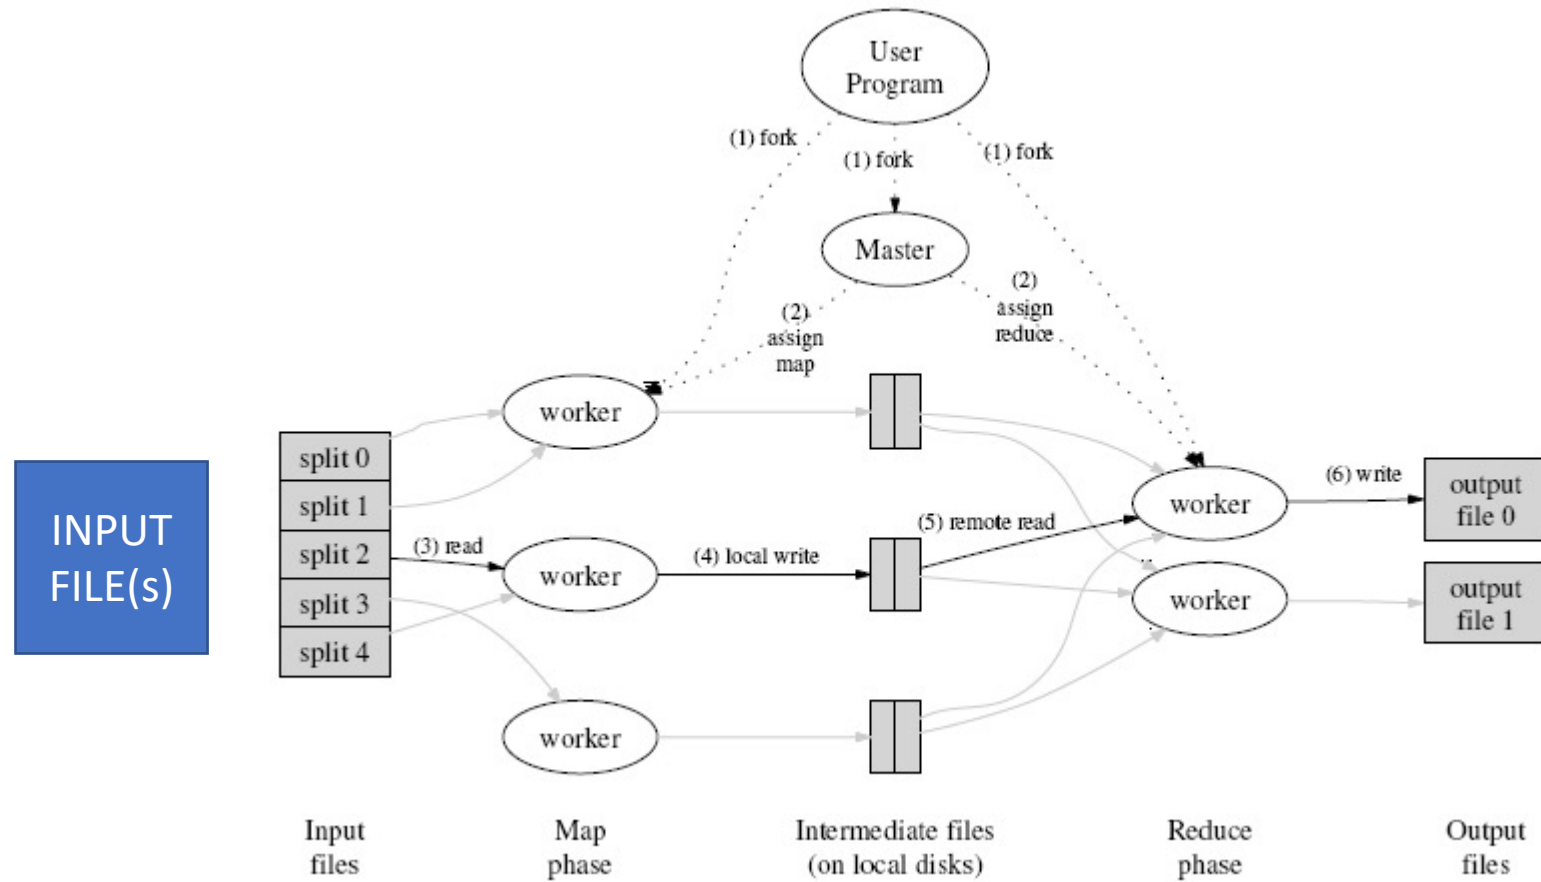 User
Program
(1) fork
(1) fork
(1) fork
Master
(2)
assign
map
(2)
assign
reduce
INPUT
FILE(s)
split 0
split 1
split 2
split 3
split 4
(3) read
worker
worker
worker
(4) local write
(5) remote read
worker
worker
(6) write
output
file 0
output
file 1
Input
files
Map
phase
Intermediate files
(on local disks)
Reduce
phase
Output
files